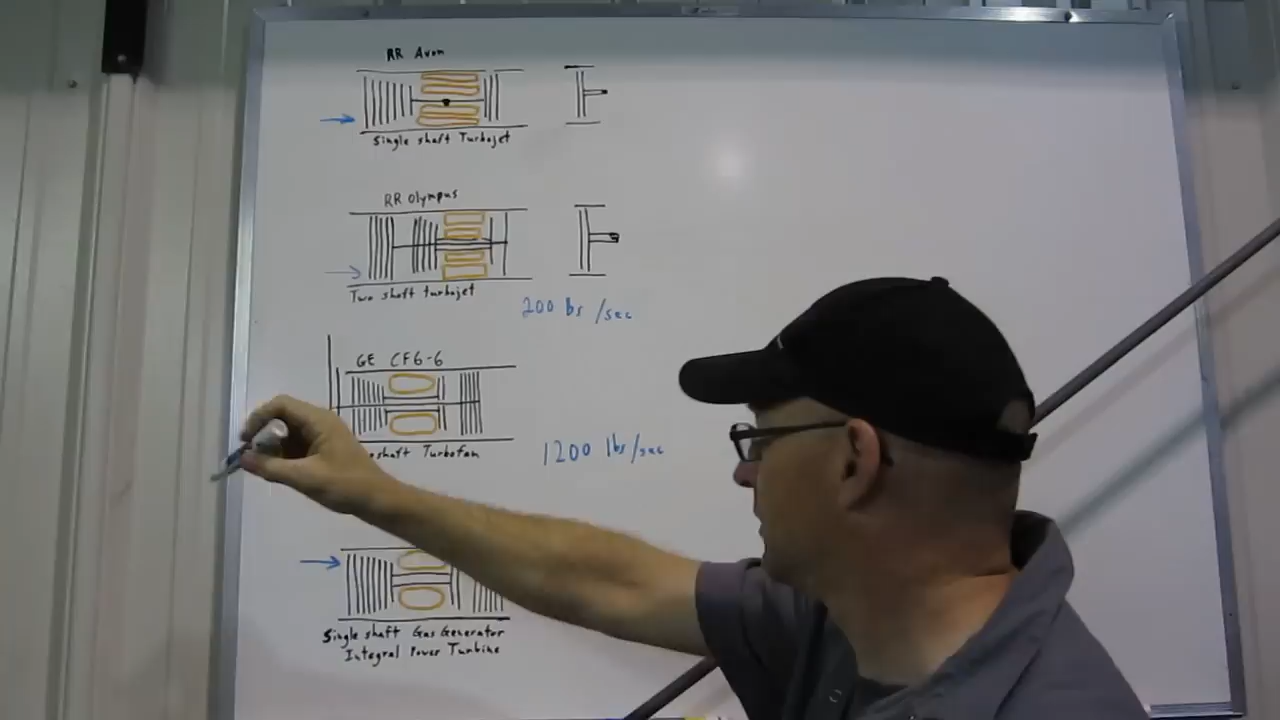 RR Avon
Single shaft Turbojet
RR Olympus
Two shaft turbojet
200 lbs/sec
GE CF6-6
shaft Turbofan
1200 lbs/sec
Single shaft Gas Generator
Integral Power Turbine